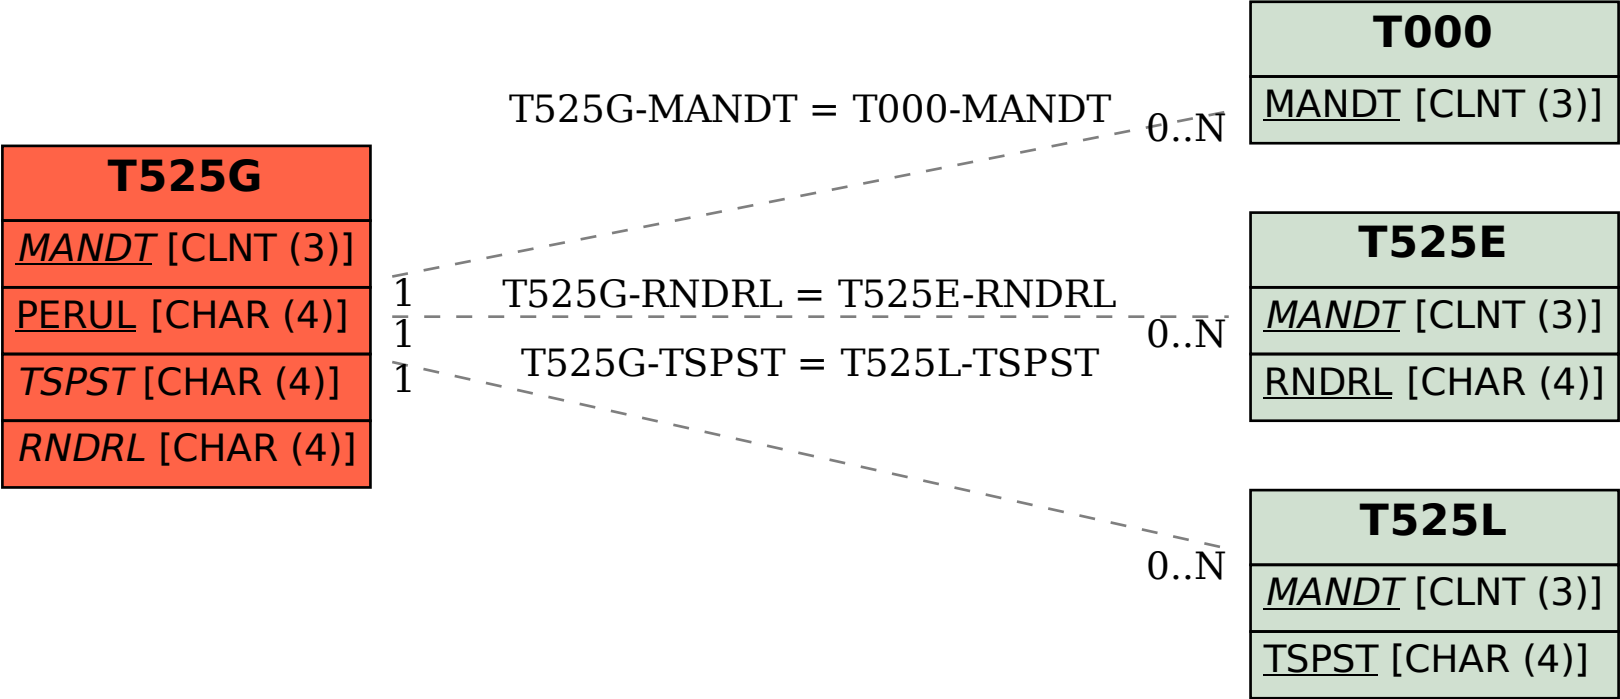 T525G
MANDT [CLNT (3)]
PERUL [CHAR (4)]
TSPST [CHAR (4)]
RNDRL [CHAR (4)]
T525G-MANDT = T000-MANDT
1
0..N
T525G-RNDRL = T525E-RNDRL
1
0..N
T525G-TSPST = T525L-TSPST
1
0..N
T000
MANDT [CLNT (3)]
T525E
MANDT [CLNT (3)]
RNDRL [CHAR (4)]
T525L
MANDT [CLNT (3)]
TSPST [CHAR (4)]